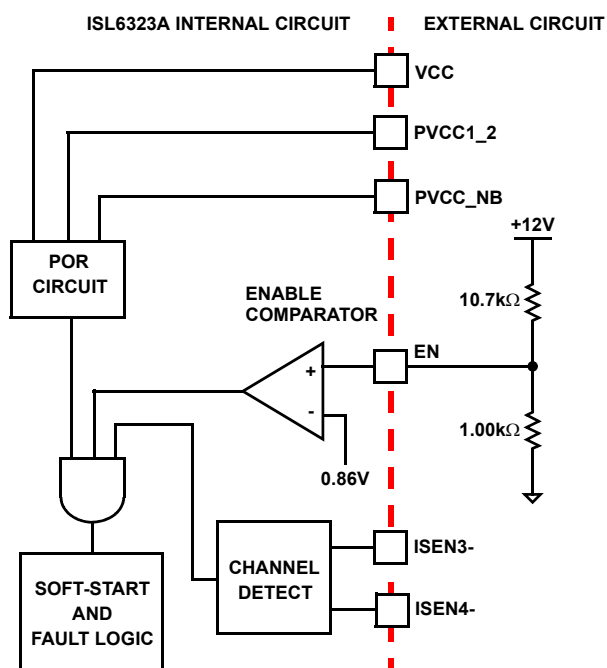 ISL6323A INTERNAL CIRCUIT
EXTERNAL CIRCUIT
VCC
PVCC1_2
PVCC_NB
+12V
POR
CIRCUIT
ENABLE
COMPARATOR
10.7kΩ
EN
+
-
1.00kΩ
0.86V
ISEN3-
CHANNEL
DETECT
SOFT-START
AND
FAULT LOGIC
ISEN4-